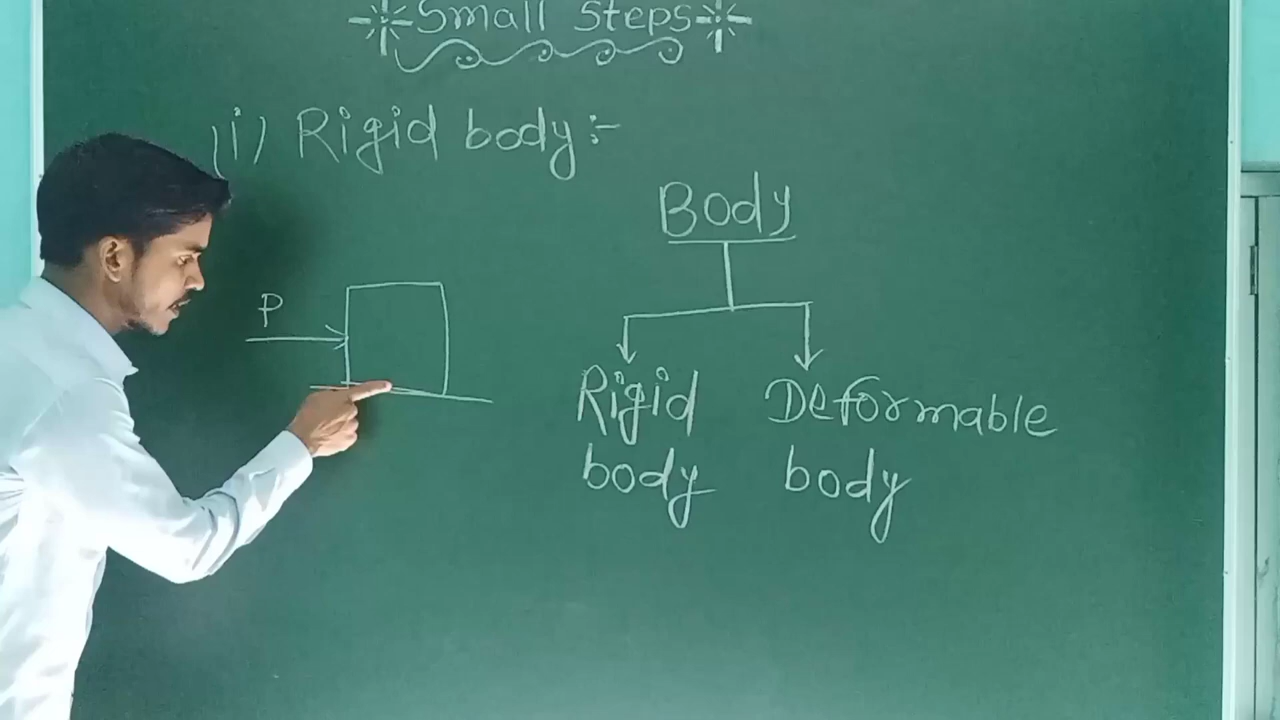 Small Steps
(i) Rigid body :-
Body
P
Rigid body
Deformable body